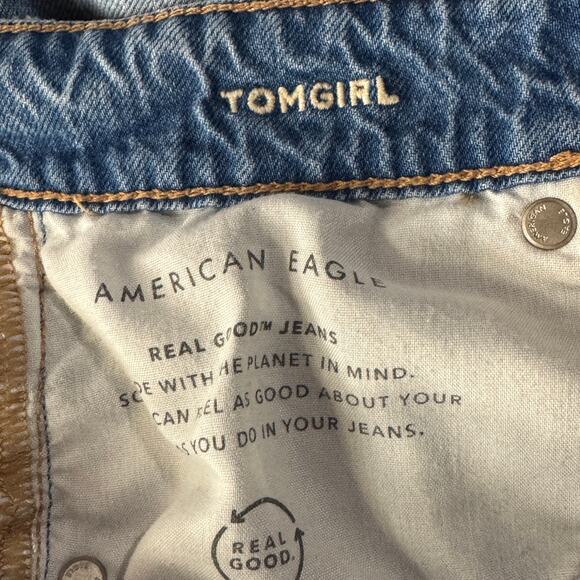 TOMGIRL
AMERICAN EAGLE
REAL GOOD™ JEANS
WITH PLANET IN MIND.
CAN AS GOOD ABOUT YOUR
YOU DO IN YOUR JEANS.
REAL
GOOD.
AMERICAN